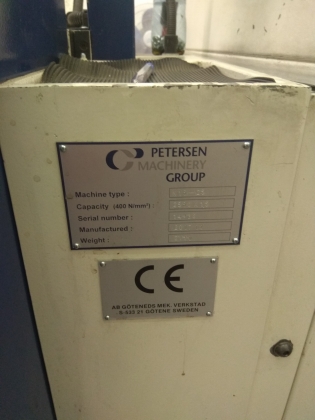 PETERSEN
MACHINERY
GROUP
Machine type :
Capacity (400 N/mm²) :
Serial number :
Manufactured :
Weight :
CE
AB GÖTENEDS MEK. VERKSTAD
S-533 21 GÖTENE SWEDEN